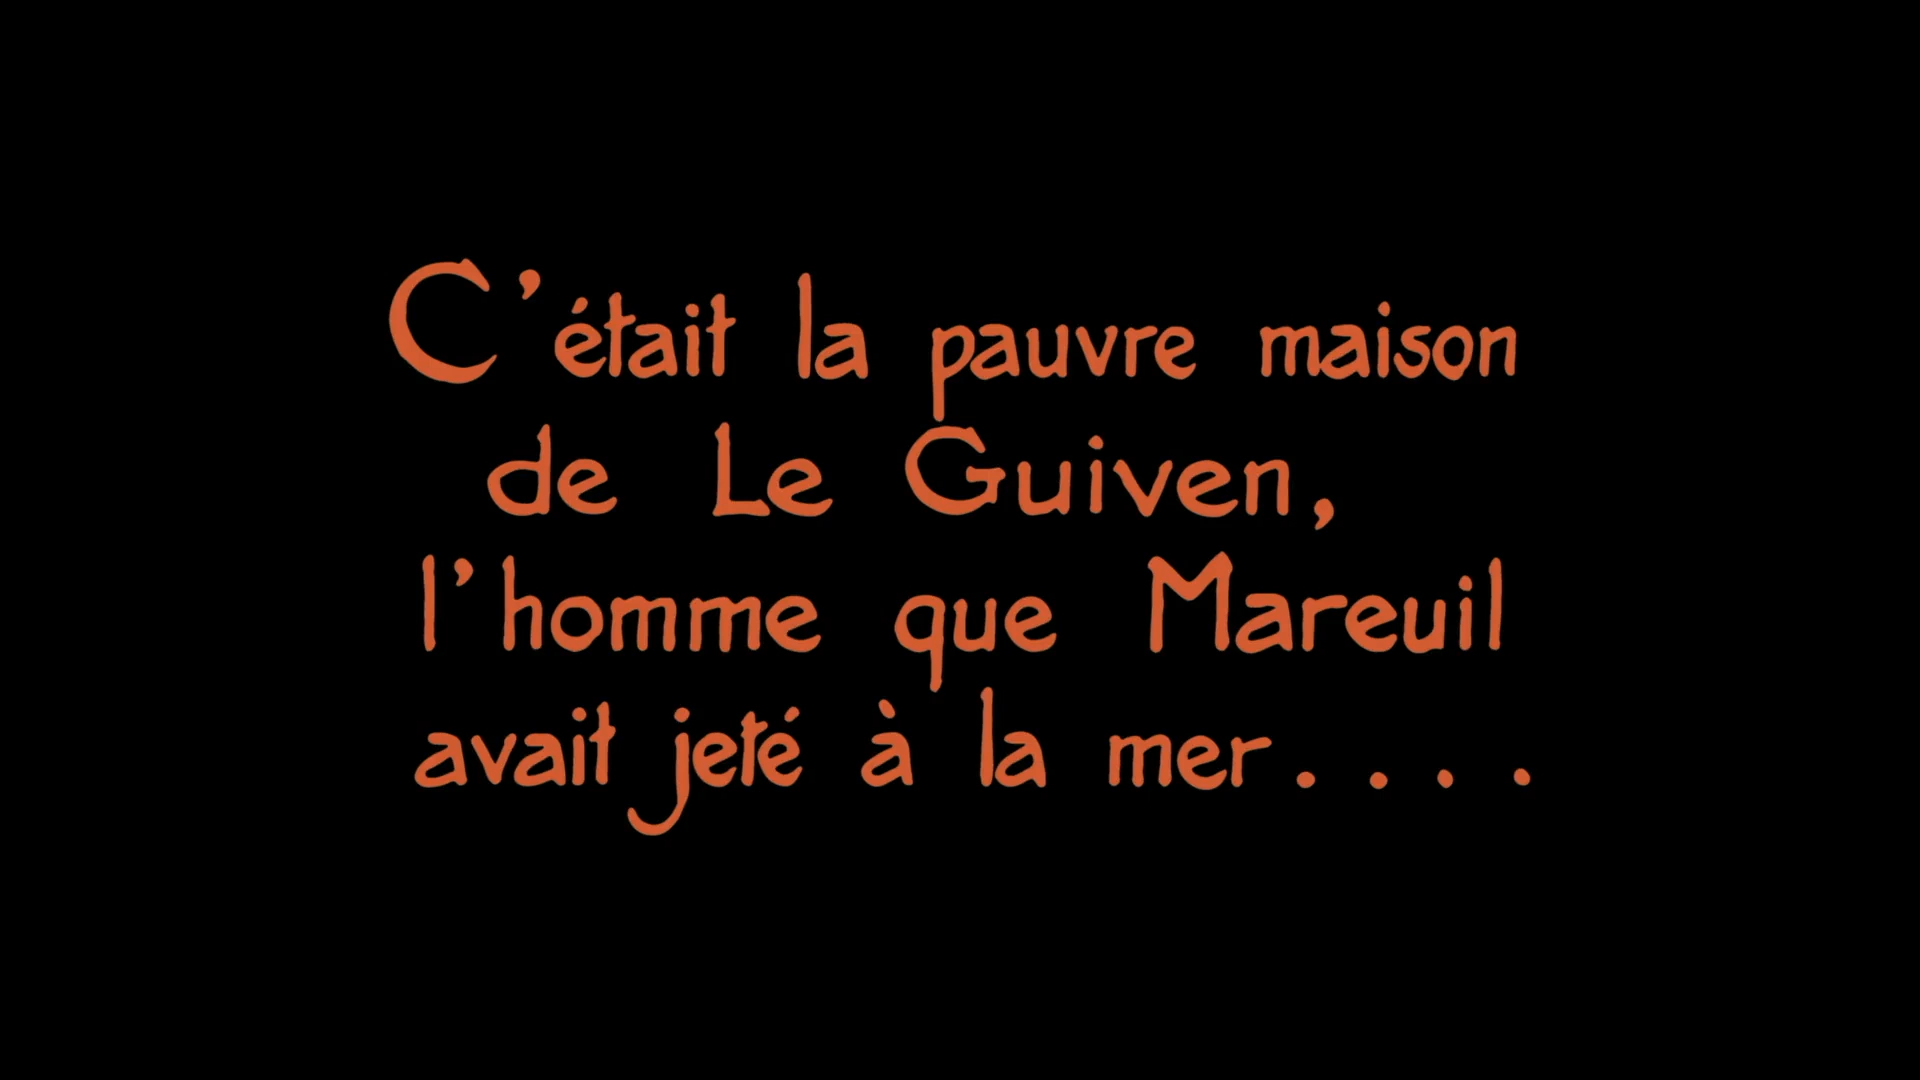 C'était la pauvre maison
de Le Guiven,
l'homme que Mareuil
avait jeté à la mer....